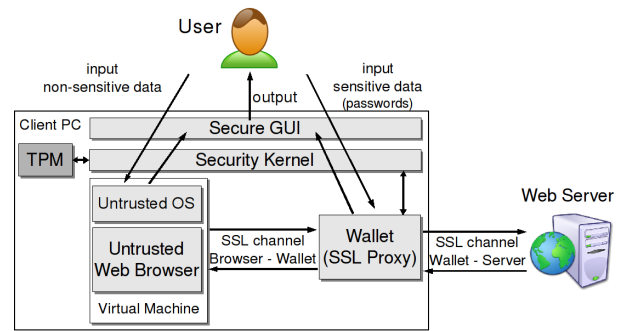 User
input
non-sensitive data
input
sensitive data
(passwords)
output
Client PC
Secure GUI
TPM
Security Kernel
Untrusted OS
Untrusted
Web Browser
Virtual Machine
SSL channel
Browser - Wallet
Wallet
(SSL Proxy)
SSL channel
Wallet - Server
Web Server